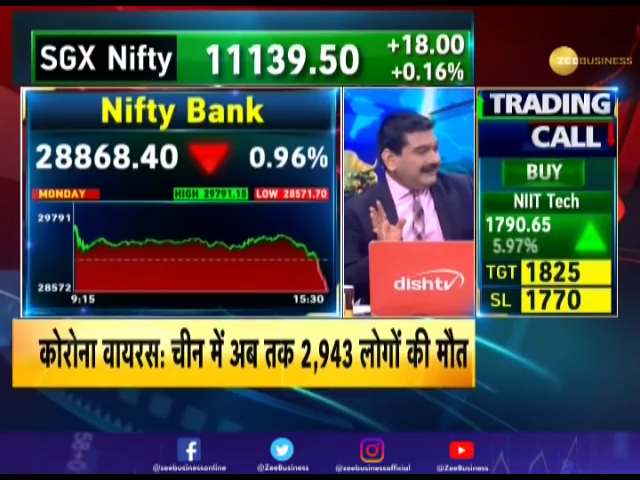 SGX Nifty 11139.50 +18.00
+0.16%
ZEEBUSINESS
Nifty Bank
28868.40 0.96%
MONDAY HIGH 29791.15 LOW 28571.70
29791
28572
9:15 15:30
dishtv
TRADING
CALL
BUY
NIIT Tech
1790.65
5.97%
TGT 1825
SL 1770
कोरोना वायरस: चीन में अब तक 2,943 लोगों की मौत
@zeebusinessonline @ZeeBusiness @zeebusinessofficial @ZeeBusiness